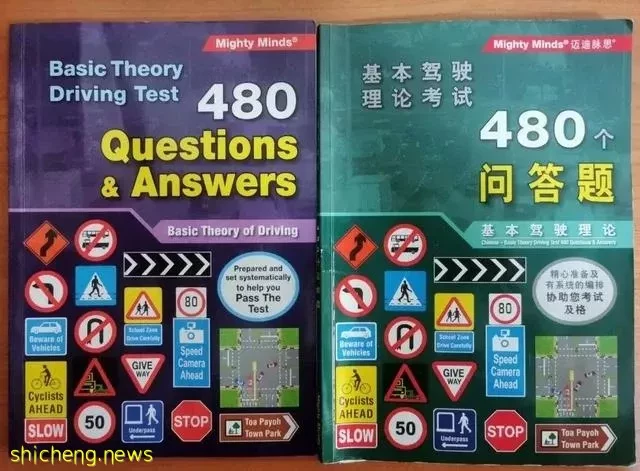 Mighty Minds®
Basic Theory
Driving Test
480
Questions
& Answers
Basic Theory of Driving
Prepared and
set systematically
to help you
Pass The
Test
80
Beware of
Vehicles
School Zone
Drive Carefully
Speed
Camera
Ahead
Cyclists
AHEAD
GIVE
WAY
SLOW
50
Underpass
STOP
Toa Payoh
Town Park
Mighty Minds® 迈迪脉思®
基本驾驶
理论考试
480个
问答题
基本驾驶理论
Chinese - Basic Theory Driving Test 480 Questions & Answers
精心准备及
有系统的编排
协助您考试
及格
80
Beware of
Vehicles
School Zone
Drive Carefully
Speed
Camera
Ahead
Cyclists
AHEAD
GIVE
WAY
SLOW
50
Underpass
STOP
Toa Payoh
Town Park
shicheng.news